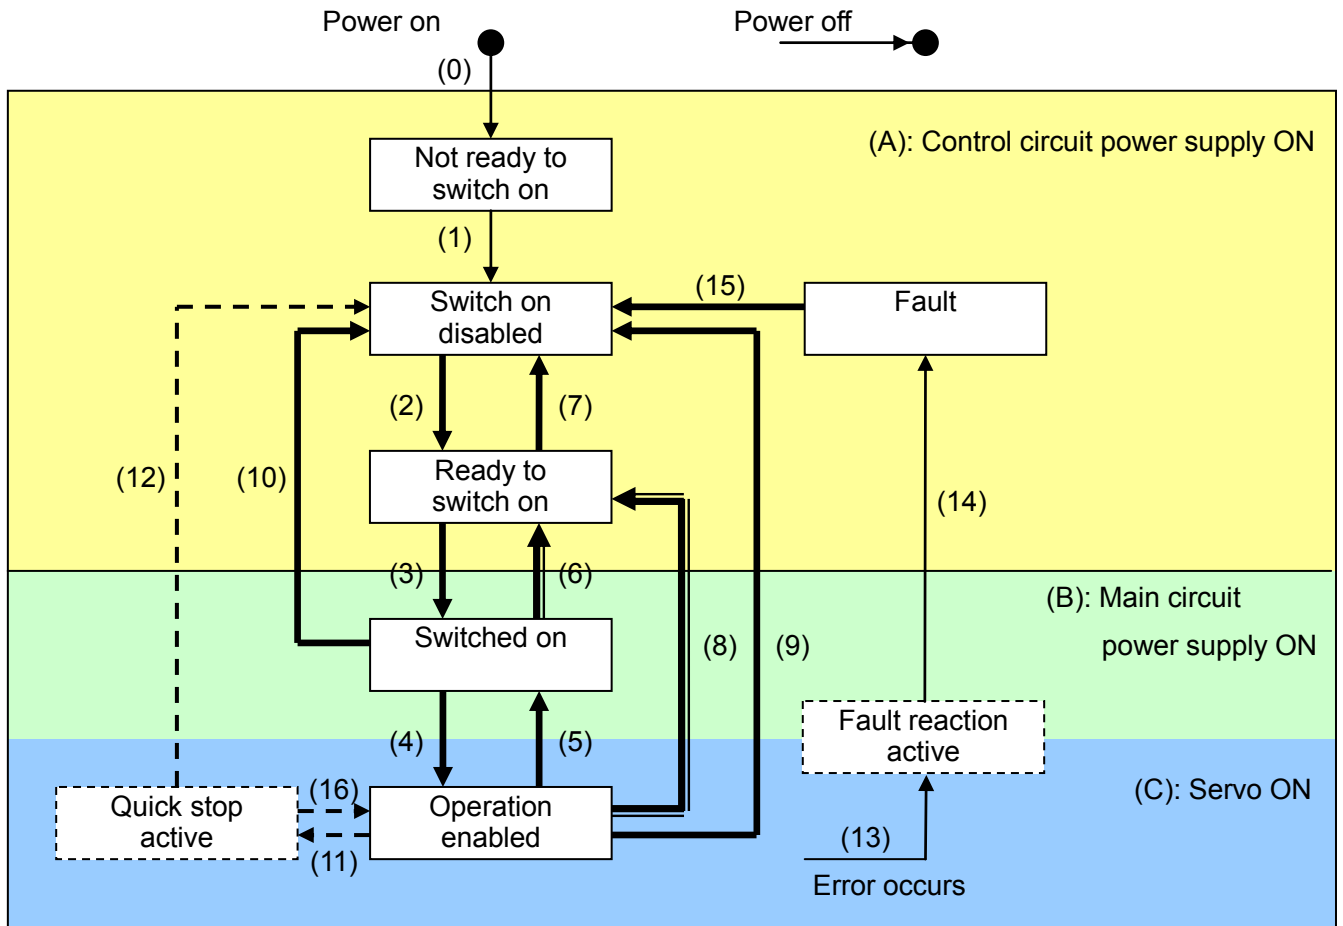 Power on
Power off
(0)
(A): Control circuit power supply ON
Not ready to
switch on
(1)
Switch on
disabled
(15)
Fault
(2)
(7)
Ready to
switch on
(12)
(10)
(14)
(3)
(6)
(B): Main circuit
power supply ON
Switched on
(8)
(9)
(4)
(5)
Fault reaction
active
(C): Servo ON
Quick stop
active
(16)
(11)
Operation
enabled
(13)
Error occurs